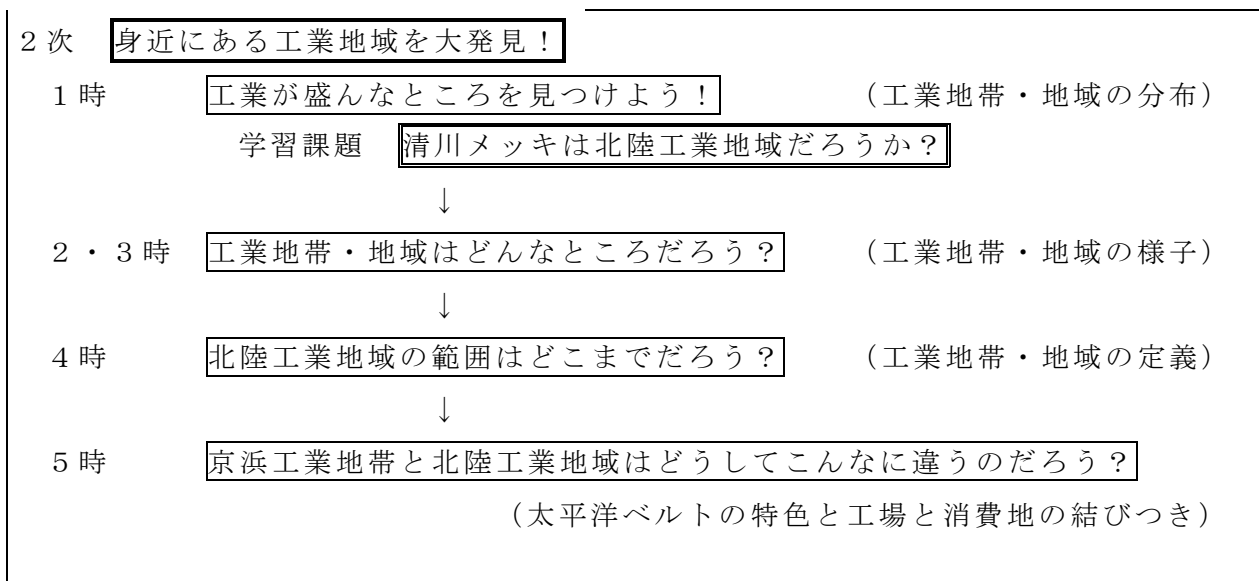 ２次　身近にある工業地域を大発見！
１時　工業が盛んなところを見つけよう！　（工業地帯・地域の分布）
学習課題　清川メッキは北陸工業地域だろうか？
↓
２・３時　工業地帯・地域はどんなところだろう？　（工業地帯・地域の様子）
↓
４時　北陸工業地域の範囲はどこまでだろう？　（工業地帯・地域の定義）
↓
５時　京浜工業地帯と北陸工業地域はどうしてこんなに違うのだろう？
（太平洋ベルトの特色と工場と消費地の結びつき）